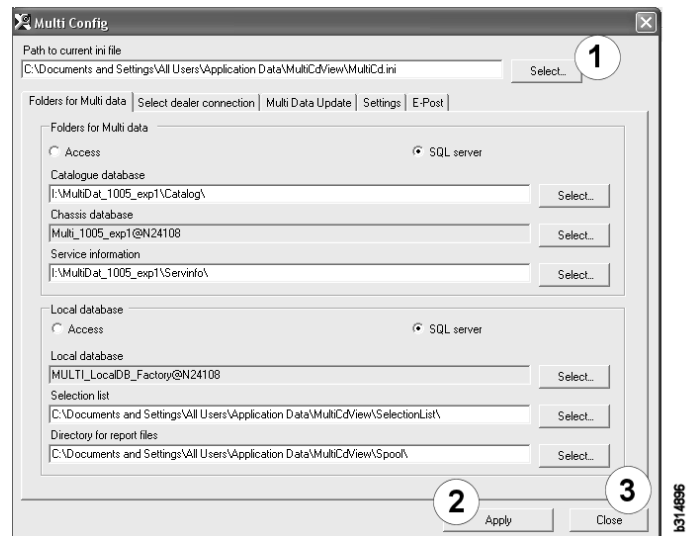 Multi Config
Path to current ini file
C:\Documents and Settings\All Users\Application Data\MultiCdView\MultiCd.ini
Select...
1
Folders for Multi data
Select dealer connection
Multi Data Update
Settings
E-Post
Folders for Multi data
Access
SQL server
Catalogue database
I:\MultiDat_1005_exp1\Catalog\
Select...
Chassis database
Multi_1005_exp1@N24108
Select...
Service information
I:\MultiDat_1005_exp1\Servinfo\
Select...
Local database
Access
SQL server
Local database
MULTI_LocalDB_Factory@N24108
Select...
Selection list
C:\Documents and Settings\All Users\Application Data\MultiCdView\SelectionList\
Select...
Directory for report files
C:\Documents and Settings\All Users\Application Data\MultiCdView\Spool\
Select...
2
Apply
3
Close
b314896